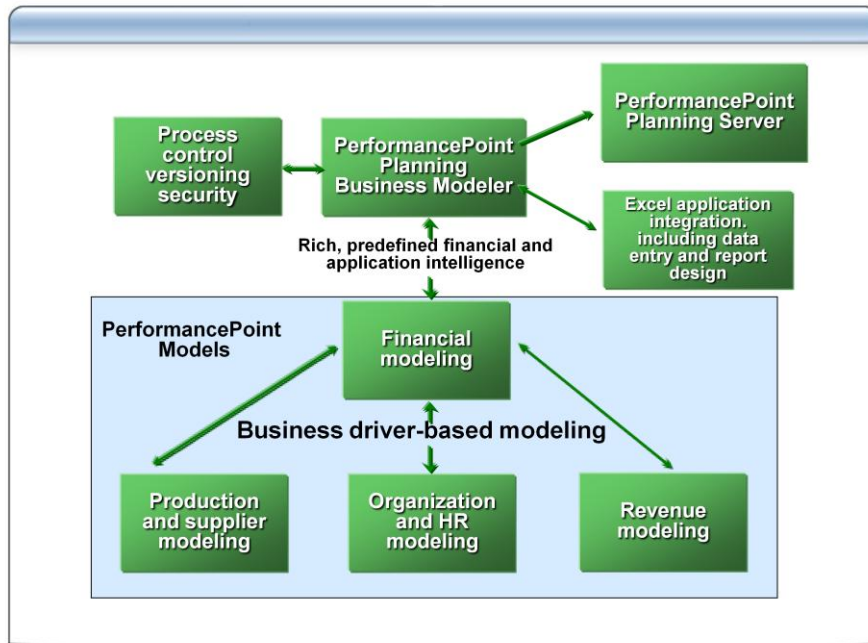 Process
control
versioning
security
PerformancePoint
Planning
Business Modeler
PerformancePoint
Planning Server
Excel application
integration.
including data
entry and report
design
Rich, predefined financial and
application intelligence
PerformancePoint
Models
Financial
modeling
Business driver-based modeling
Production
and supplier
modeling
Organization
and HR
modeling
Revenue
modeling